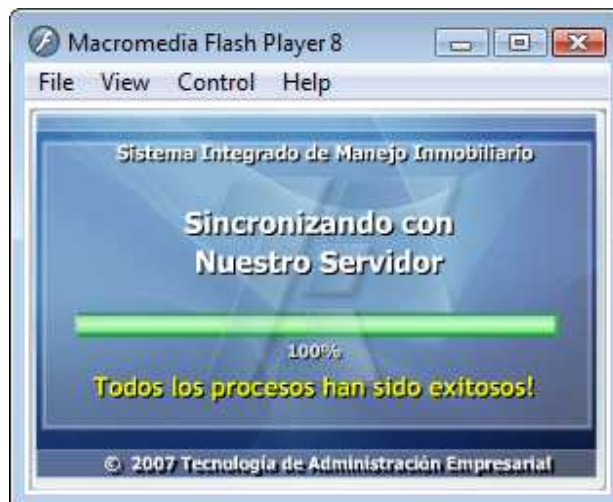 Macromedia Flash Player 8
File View Control Help
Sistema Integrado de Manejo Inmobiliario
Sincronizando con
Nuestro Servidor
100%
Todos los procesos han sido exitosos!
© 2007 Tecnología de Administración Empresarial